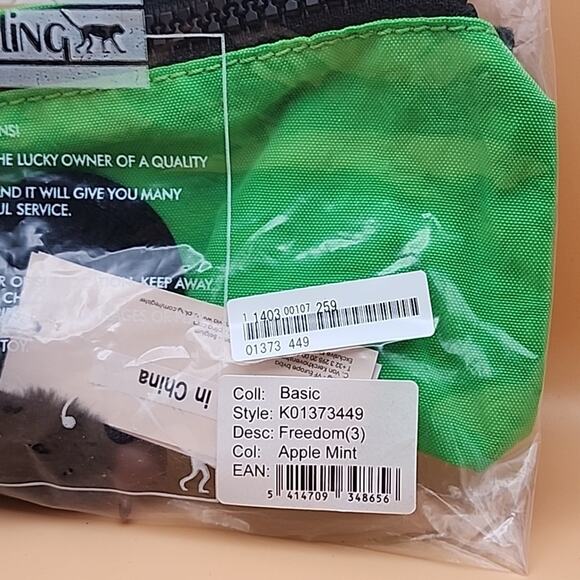 LING
NS!
HE LUCKY OWNER OF A QUALITY
ND IT WILL GIVE YOU MANY
UL SERVICE.
KEEP AWAY
TOY.
1 1403 00107 259
01373 449
in China
Coll: Basic
Style: K01373449
Desc: Freedom(3)
Col: Apple Mint
EAN:
5 414709 348656